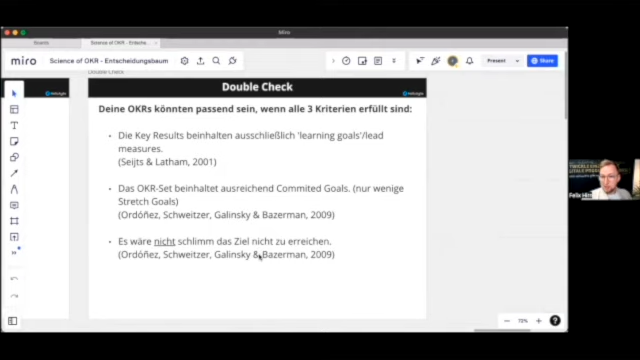 Miro
Boards
Science of OKR - Entsche...
miro
Science of OKR - Entscheidungsbaum
Present
Share
Double Check
Double Check
Deine OKRs könnten passend sein, wenn alle 3 Kriterien erfüllt sind:
Die Key Results beinhalten ausschließlich 'learning goals'/lead
measures.
(Seijts & Latham, 2001)
Das OKR-Set beinhaltet ausreichend Commited Goals. (nur wenige
Stretch Goals)
(Ordóñez, Schweitzer, Galinsky & Bazerman, 2009)
Es wäre nicht schlimm das Ziel nicht zu erreichen.
(Ordóñez, Schweitzer, Galinsky & Bazerman, 2009)